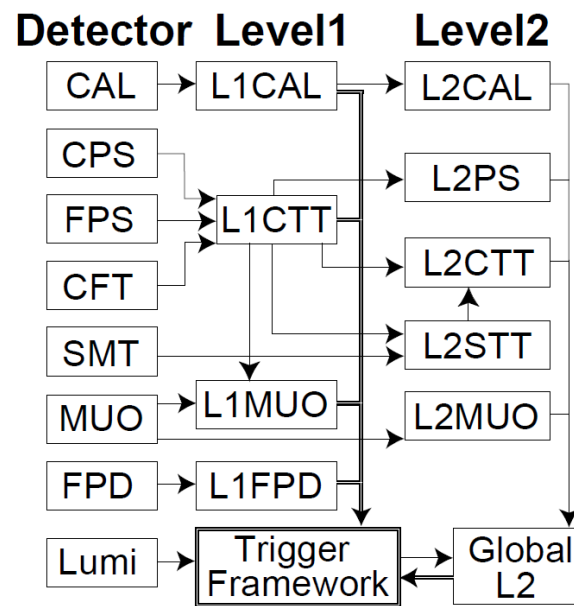 Detector Level1 Level2
CAL L1CAL L2CAL
CPS
L2PS
FPS L1CTT
CFT L2CTT
SMT L2STT
MUO L1MUO L2MUO
FPD L1FPD
Lumi Trigger Framework Global L2